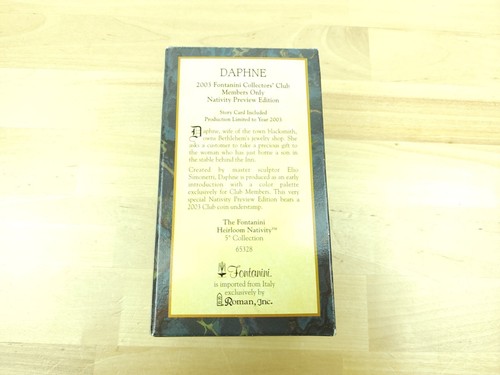 DAPHNE
2003 Fontanini Collectors' Club
Members Only
Nativity Preview Edition
Story Card Included
Production Limited to Year 2003
Daphne, wife of the town blacksmith,
owns Bethlehem's jewelry shop. She
asks a customer to take a precious gift to
the woman who has just borne a son in
the stable behind the Inn.
Created by master sculptor Elio
Simonetti, Daphne is produced as an early
introduction with a color palette
exclusively for Club Members. This very
special Nativity Preview Edition bears a
2003 Club coin understamp.
The Fontanini
Heirloom Nativity™
5" Collection
65328
Fontanini
is imported from Italy
exclusively by
Roman, Inc.